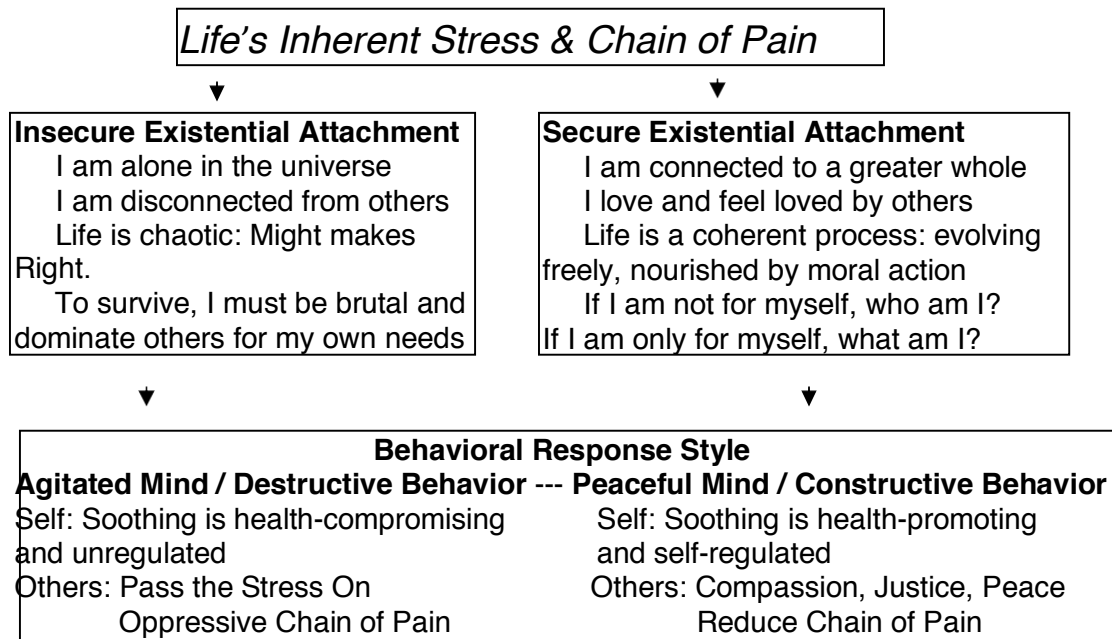 Life's Inherent Stress & Chain of Pain
Insecure Existential Attachment
I am alone in the universe
I am disconnected from others
Life is chaotic: Might makes
Right.
To survive, I must be brutal and
dominate others for my own needs
Secure Existential Attachment
I am connected to a greater whole
I love and feel loved by others
Life is a coherent process: evolving
freely, nourished by moral action
If I am not for myself, who am I?
If I am only for myself, what am I?
Behavioral Response Style
Agitated Mind / Destructive Behavior --- Peaceful Mind / Constructive Behavior
Self: Soothing is health-compromising
and unregulated
Others: Pass the Stress On
Oppressive Chain of Pain
Self: Soothing is health-promoting
and self-regulated
Others: Compassion, Justice, Peace
Reduce Chain of Pain